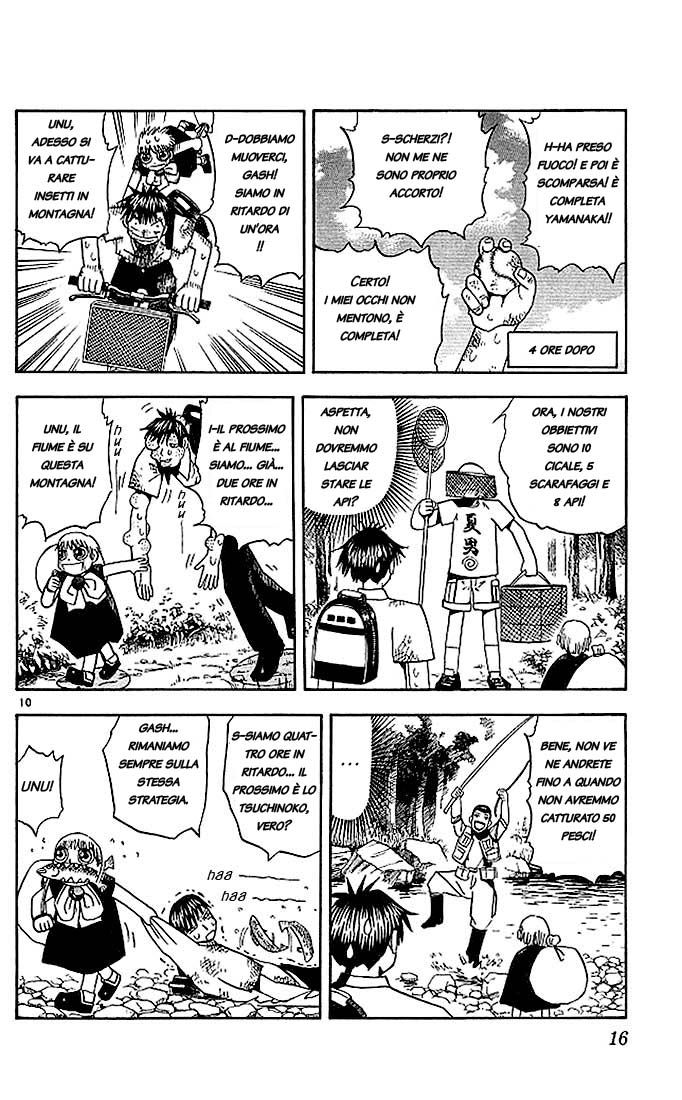 H-HA PRESO
FUOCO! E POI È
SCOMPARSA! È
COMPLETA
YAMANAKA!!
S-SCHERZI?!
NON ME NE
SONO PROPRIO
ACCORTO!
CERTO!
I MIEI OCCHI NON
MENTONO, È
COMPLETA!
4 ORE DOPO
D-DOBBIAMO
MUOVERCI,
GASH!
SIAMO IN
RITARDO DI
UN'ORA
!!
UNU,
ADESSO SI
VA A CATTU-
RARE
INSETTI IN
MONTAGNA!
ORA, I NOSTRI
OBBIETTIVI
SONO 10
CICALE, 5
SCARAFAGGI E
8 API!
ASPETTA,
NON
DOVREMMO
LASCIAR
STARE LE
API?
夏男
I-IL PROSSIMO
È AL FIUME...
SIAMO... GIÀ...
DUE ORE IN
RITARDO...
huu
huu
UNU, IL
FIUME È SU
QUESTA
MONTAGNA!
10
BENE, NON VE
NE ANDRETE
FINO A QUANDO
NON AVREMMO
CATTURATO 50
PESCI!
...
S-SIAMO QUAT-
TRO ORE IN
RITARDO... IL
PROSSIMO È LO
TSUCHINOKO,
VERO?
GASH...
RIMANIAMO
SEMPRE SULLA
STESSA
STRATEGIA.
UNU!
haa
haa
16